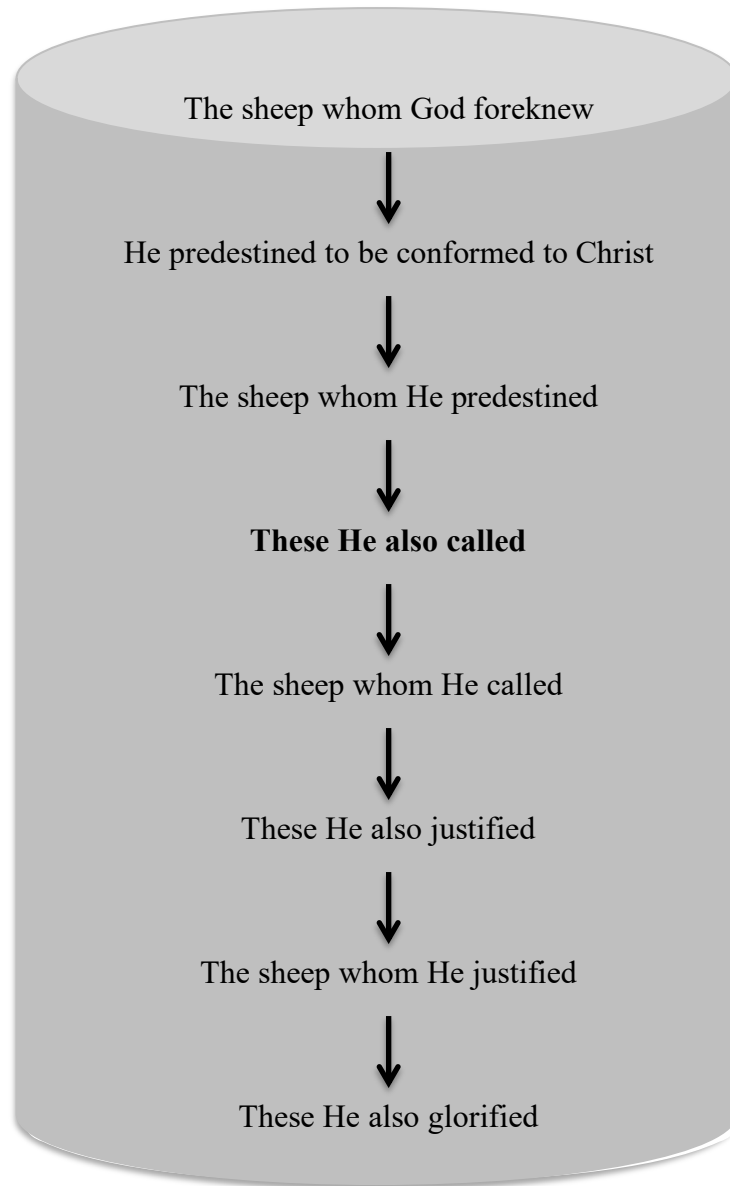 The sheep whom God foreknew
He predestined to be conformed to Christ
The sheep whom He predestined
These He also called
The sheep whom He called
These He also justified
The sheep whom He justified
These He also glorified